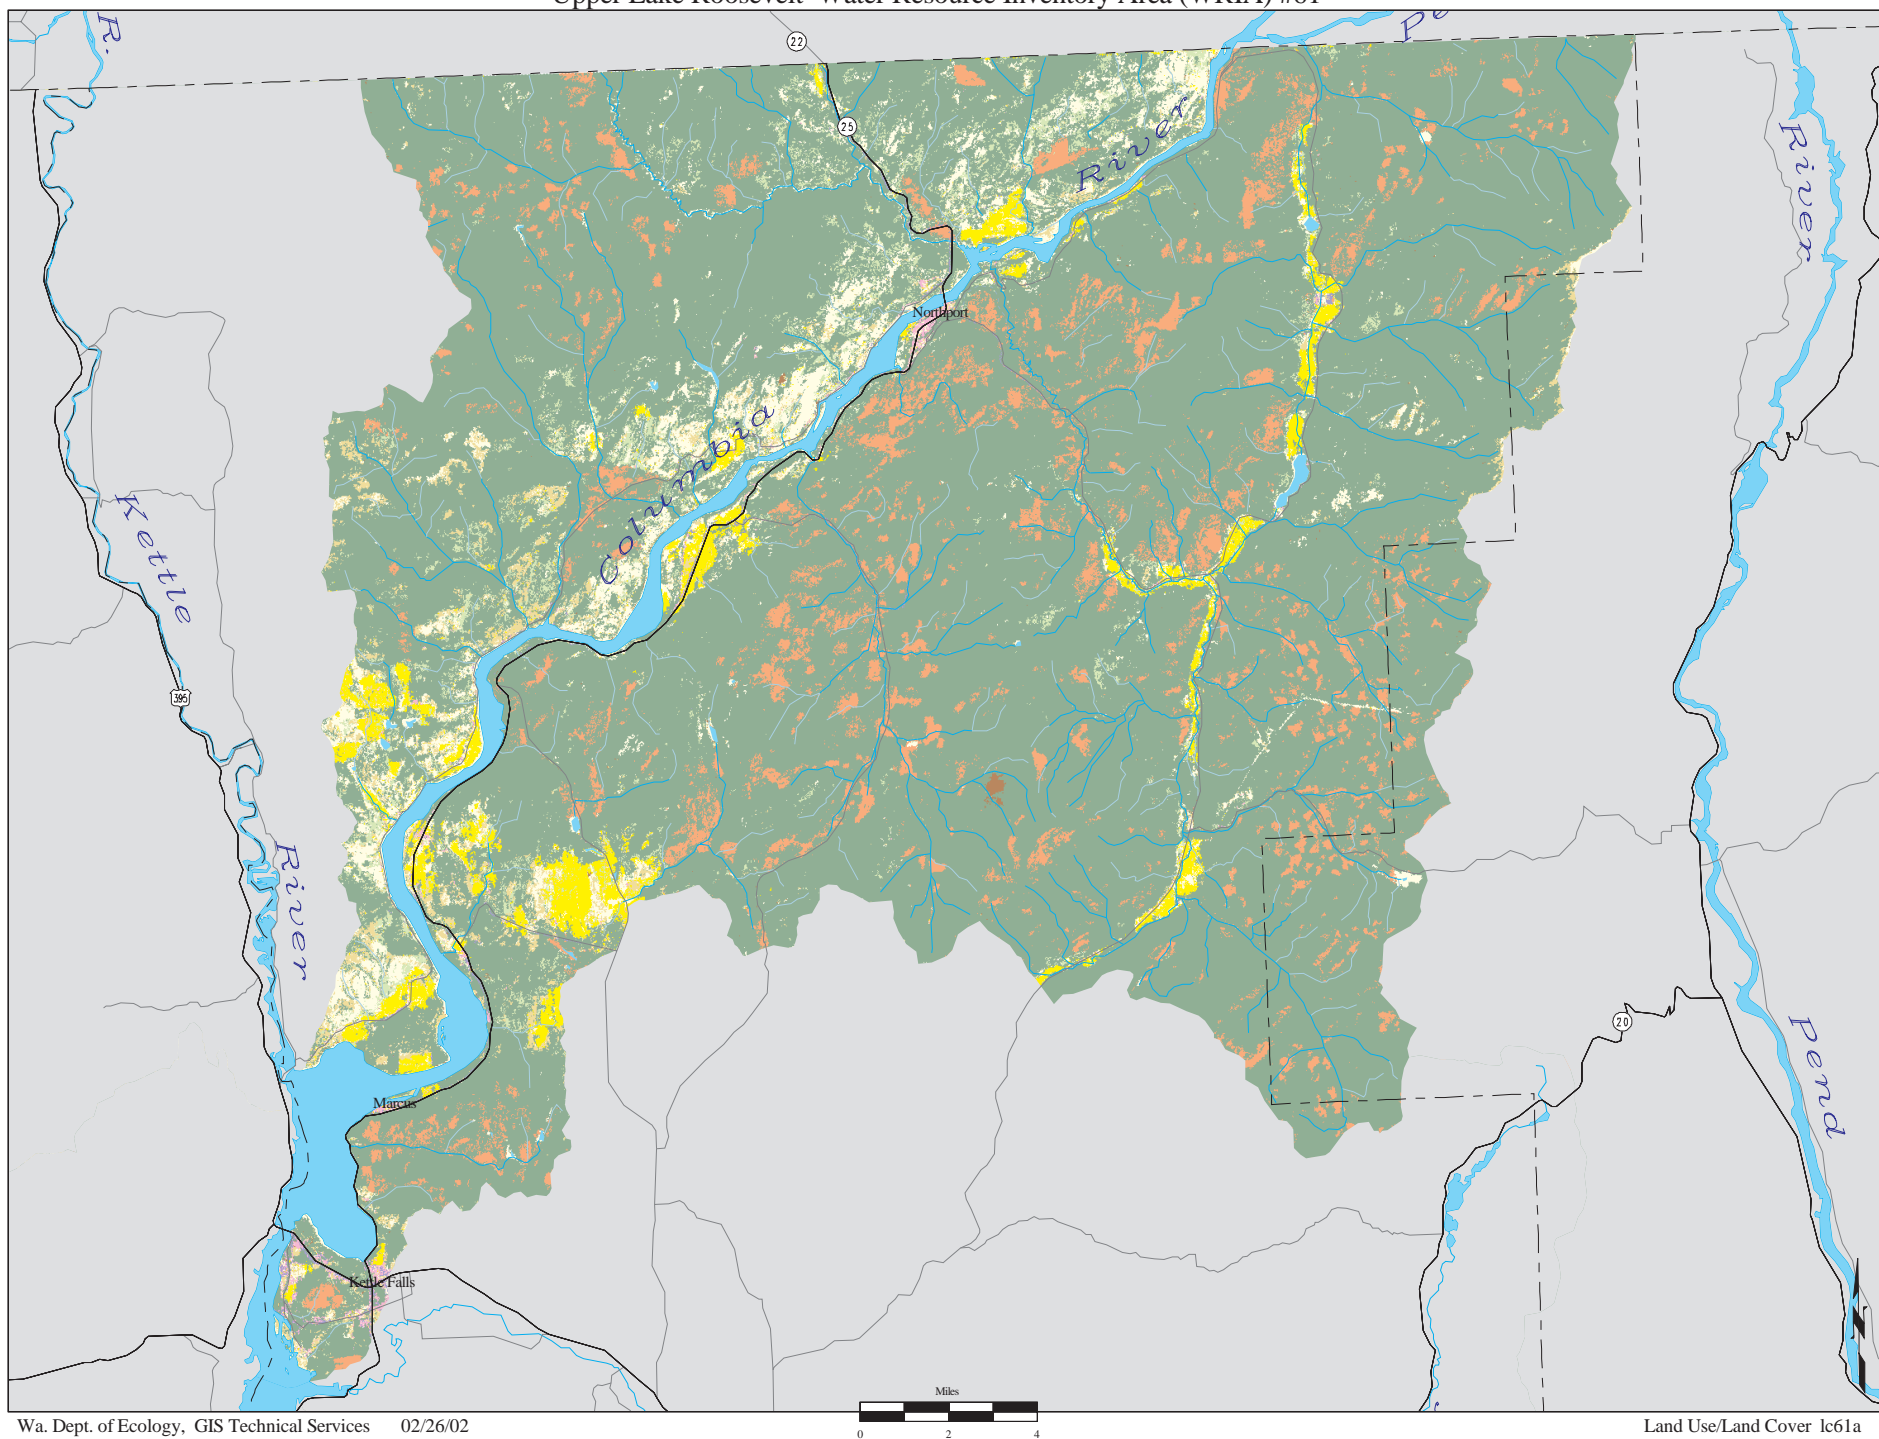 Upper Lake Roosevelt Water Resource Inventory Area (WRIA) #61
R.
22
25
River
River
Northport
Columbia
Kettle
395
River
20
Pend
Marcus
Kettle Falls
Miles
0 2 4
Wa. Dept. of Ecology, GIS Technical Services 02/26/02
Land Use/Land Cover lc61a